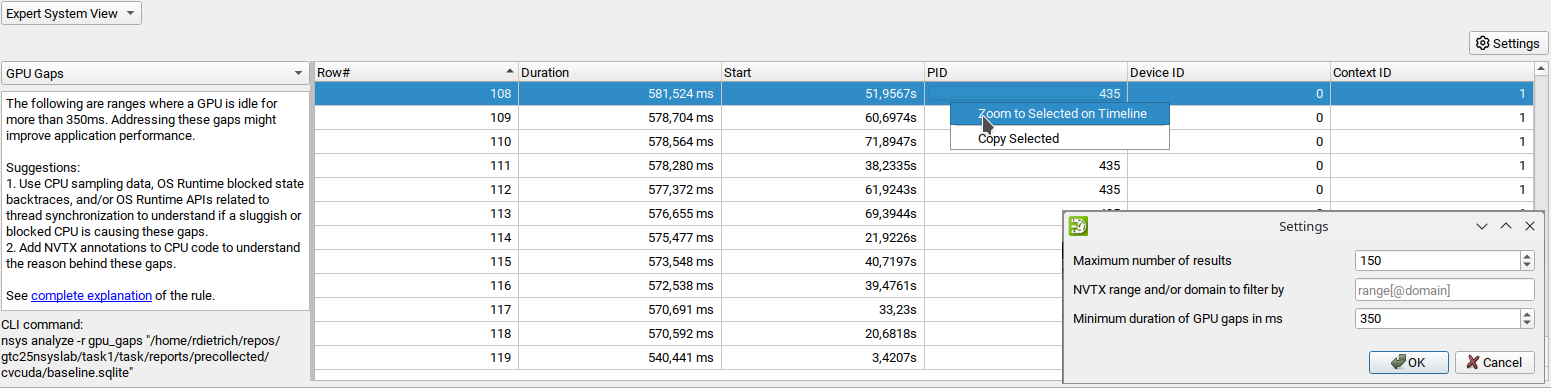 Expert System View
Settings
GPU Gaps
The following are ranges where a GPU is idle for
more than 350ms. Addressing these gaps might
improve application performance.
Suggestions:
1. Use CPU sampling data, OS Runtime blocked state
backtraces, and/or OS Runtime APIs related to
thread synchronization to understand if a sluggish or
blocked CPU is causing these gaps.
2. Add NVTX annotations to CPU code to understand
the reason behind these gaps.
See complete explanation of the rule.
CLI command:
nsys analyze -r gpu_gaps "/home/rdietrich/repos/
gtc25nsyslab/task1/task/reports/precollected/
cvcuda/baseline.sqlite"
Row# Duration Start PID Device ID Context ID
108 581,524 ms 51,9567s 435 0 1
109 578,704 ms 60,6974s 0 1
110 578,564 ms 71,8947s 0 1
111 578,280 ms 38,2335s 435 0 1
112 577,372 ms 61,9243s 435 0 1
113 576,655 ms 69,3944s
114 575,477 ms 21,9226s
115 573,548 ms 40,7197s
116 572,538 ms 39,4761s
117 570,691 ms 33,23s
118 570,592 ms 20,6818s
119 540,441 ms 3,4207s
Zoom to Selected on Timeline
Copy Selected
Settings
Maximum number of results 150
NVTX range and/or domain to filter by range[@domain]
Minimum duration of GPU gaps in ms 350
OK Cancel